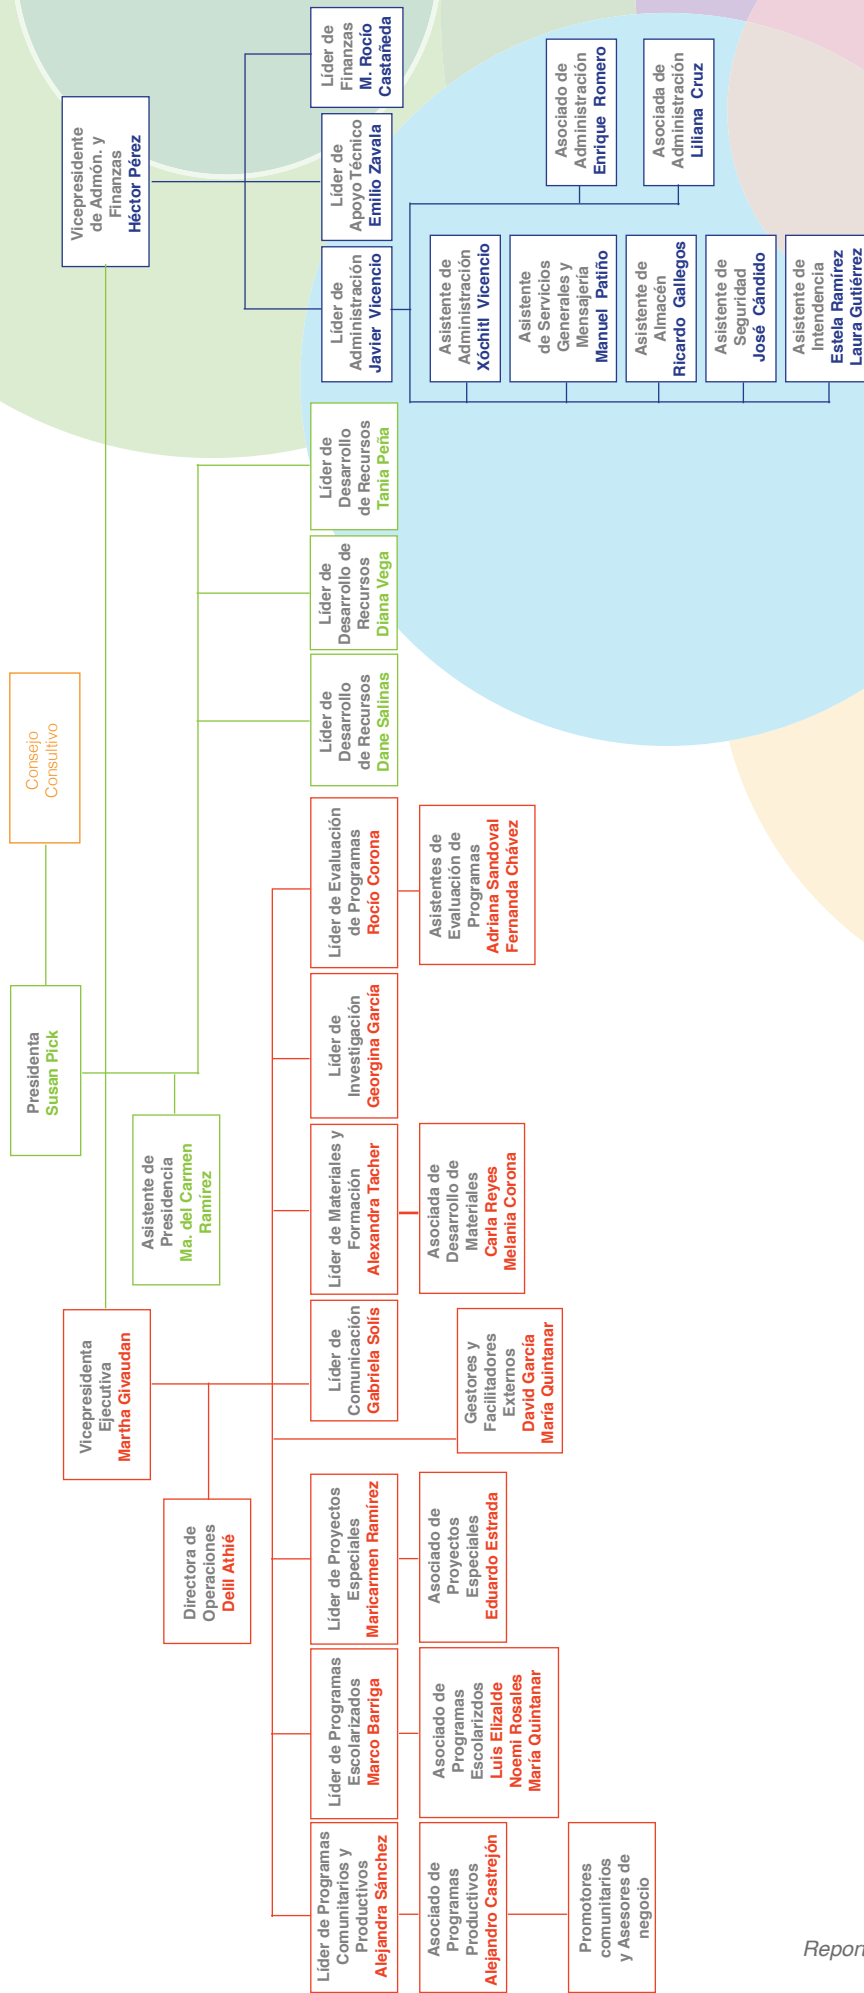 Consejo
Consultivo
Presidenta
Susan Pick
Vicepresidenta
Ejecutiva
Martha Givaudan
Vicepresidente
de Admón. y
Finanzas
Héctor Pérez
Asistente de
Presidencia
Ma. del Carmen
Ramírez
Directora de
Operaciones
Delil Athié
Líder de Programas
Comunitarios y
Productivos
Alejandra Sánchez
Líder de Programas
Escolarizados
Marco Barriga
Líder de Proyectos
Especiales
Maricarmen Ramírez
Líder de
Comunicación
Gabriela Solís
Líder de Materiales y
Formación
Alexandra Tacher
Líder de
Investigación
Georgina García
Líder de Evaluación
de Programas
Rocío Corona
Líder de
Desarrollo
de Recursos
Dane Salinas
Líder de
Desarrollo de
Recursos
Diana Vega
Líder de
Desarrollo
de Recursos
Tania Peña
Líder de
Administración
Javier Vicencio
Líder de
Apoyo Técnico
Emilio Zavala
Líder de
Finanzas
M. Rocío
Castañeda
Asociado de
Programas
Productivos
Alejandro Castrejón
Asociado de
Programas
Escolarizdos
Luis Elizalde
Noemi Rosales
María Quintanar
Asociado de
Proyectos
Especiales
Eduardo Estrada
Gestores y
Facilitadores
Externos
David García
María Quintanar
Asociada de
Desarrollo de
Materiales
Carla Reyes
Melania Corona
Asistentes de
Evaluación de
Programas
Adriana Sandoval
Fernanda Chávez
Asistente de
Administración
Xóchitl Vicencio
Asistente
de Servicios
Generales y
Mensajería
Manuel Patiño
Asistente de
Almacén
Ricardo Gallegos
Asistente de
Seguridad
José Cándido
Asistente de
Intendencia
Estela Ramírez
Laura Gutiérrez
Asociado de
Administración
Enrique Romero
Asociada de
Administración
Liliana Cruz
Promotores
comunitarios
y Asesores de
negocio
Report